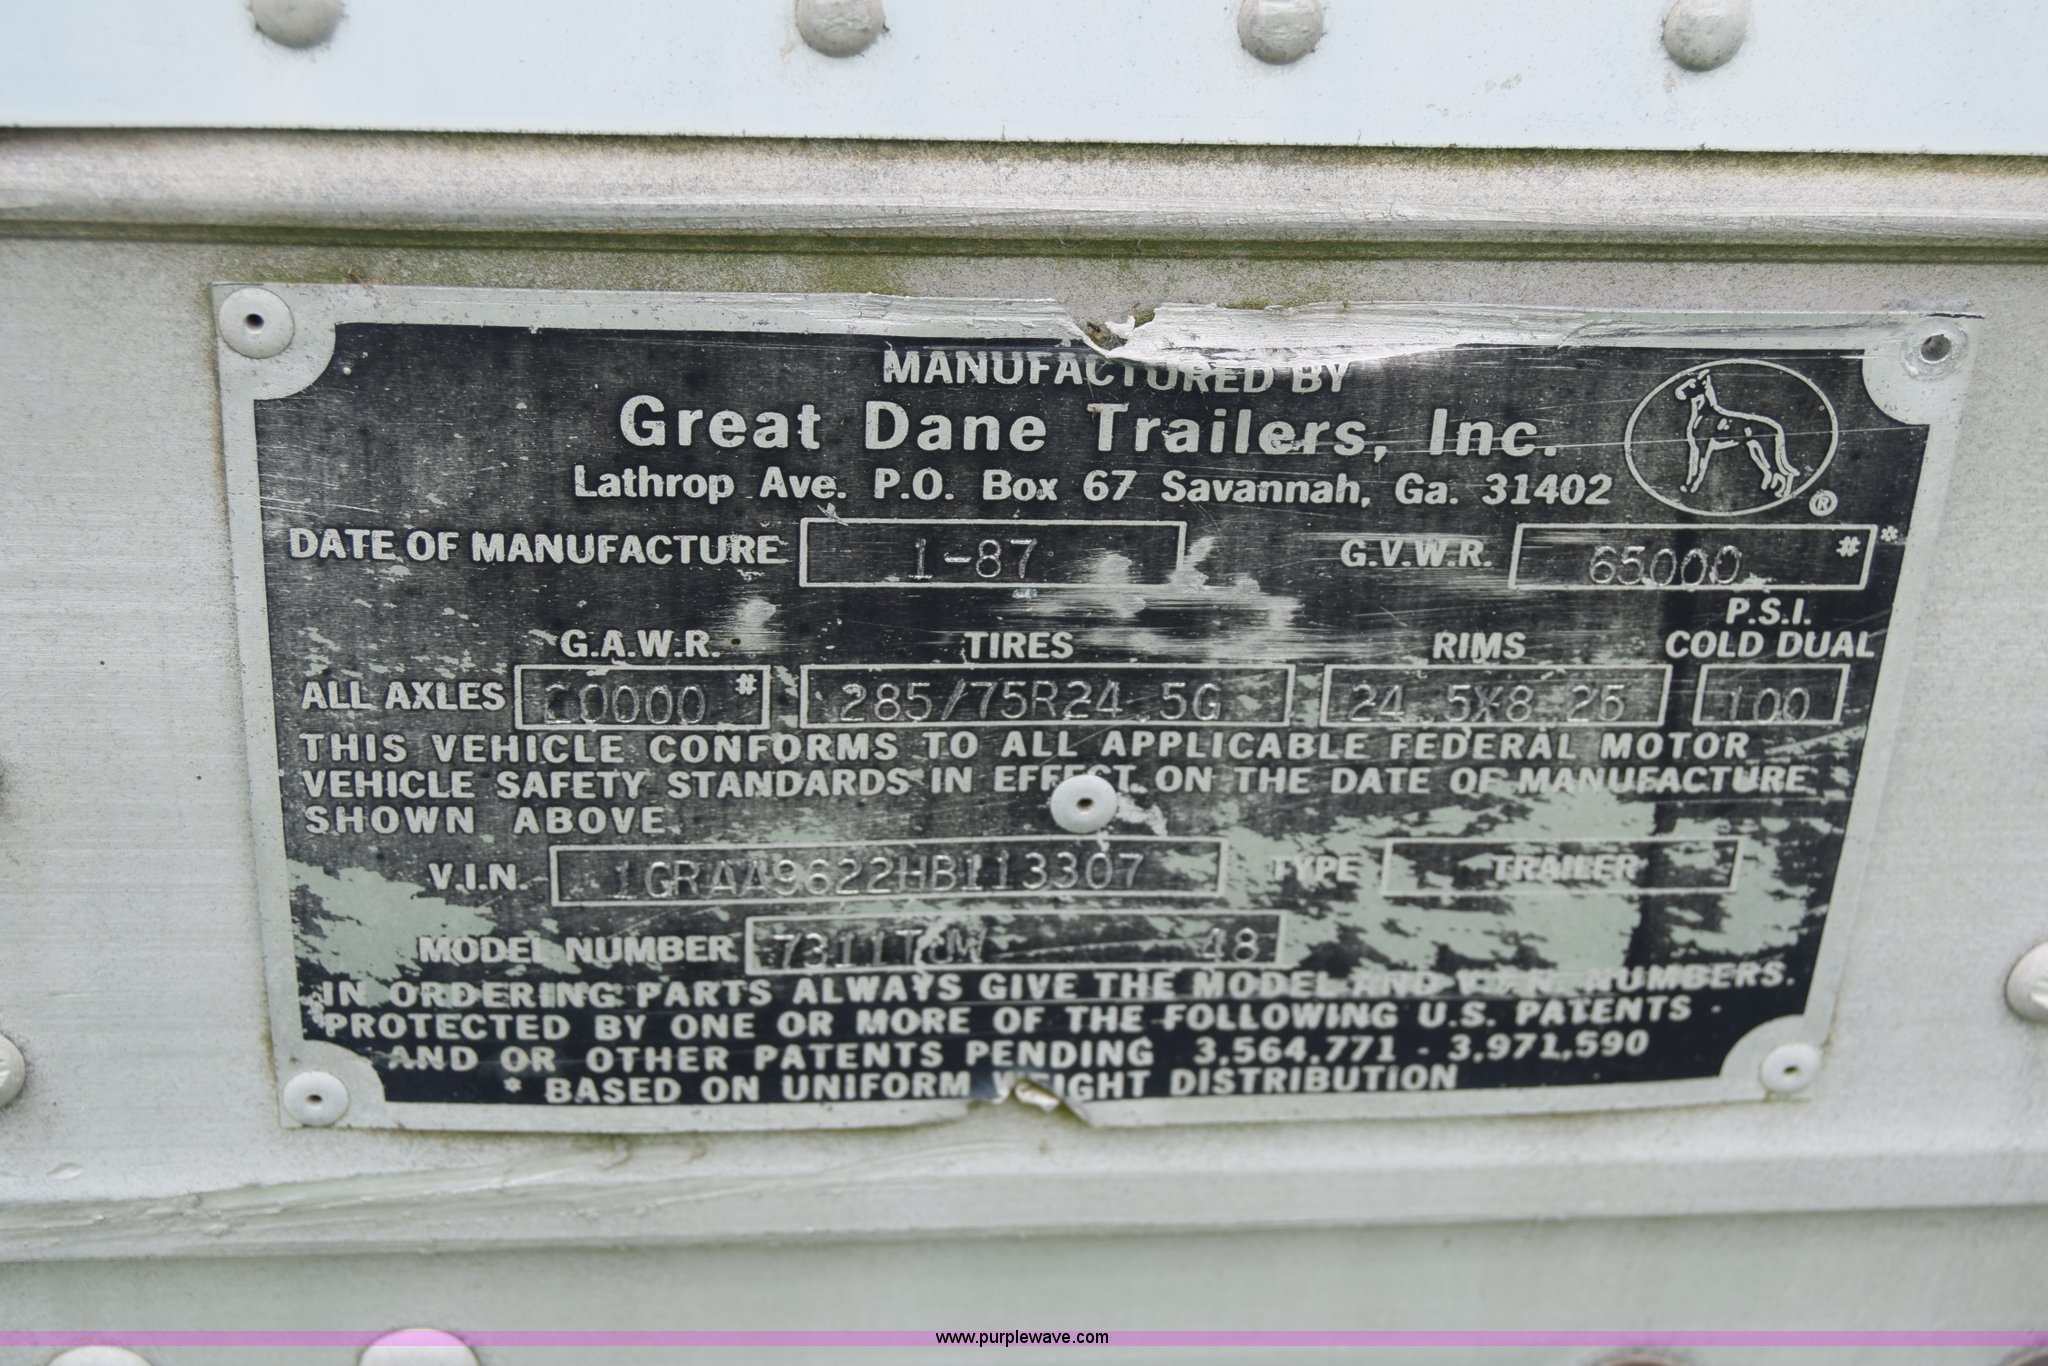 MANUFACTURED BY
Great Dane Trailers, Inc.
Lathrop Ave. P.O. Box 67 Savannah, Ga. 31402
®
DATE OF MANUFACTURE 1-87 G.V.W.R. 65000 # *
G.A.W.R. TIRES RIMS P.S.I. COLD DUAL
ALL AXLES 20000 # 285/75R24.5G 24.5X8.25 100
THIS VEHICLE CONFORMS TO ALL APPLICABLE FEDERAL MOTOR
VEHICLE SAFETY STANDARDS IN EFFECT ON THE DATE OF MANUFACTURE
SHOWN ABOVE
V.I.N. 1GRAA9622HB113307 TYPE TRAILER
MODEL NUMBER 48
IN ORDERING PARTS ALWAYS GIVE THE MODEL AND V.I.N. NUMBERS.
PROTECTED BY ONE OR MORE OF THE FOLLOWING U.S. PATENTS
AND OR OTHER PATENTS PENDING 3,564,771 - 3,971,590
* BASED ON UNIFORM WEIGHT DISTRIBUTION
www.purplewave.com